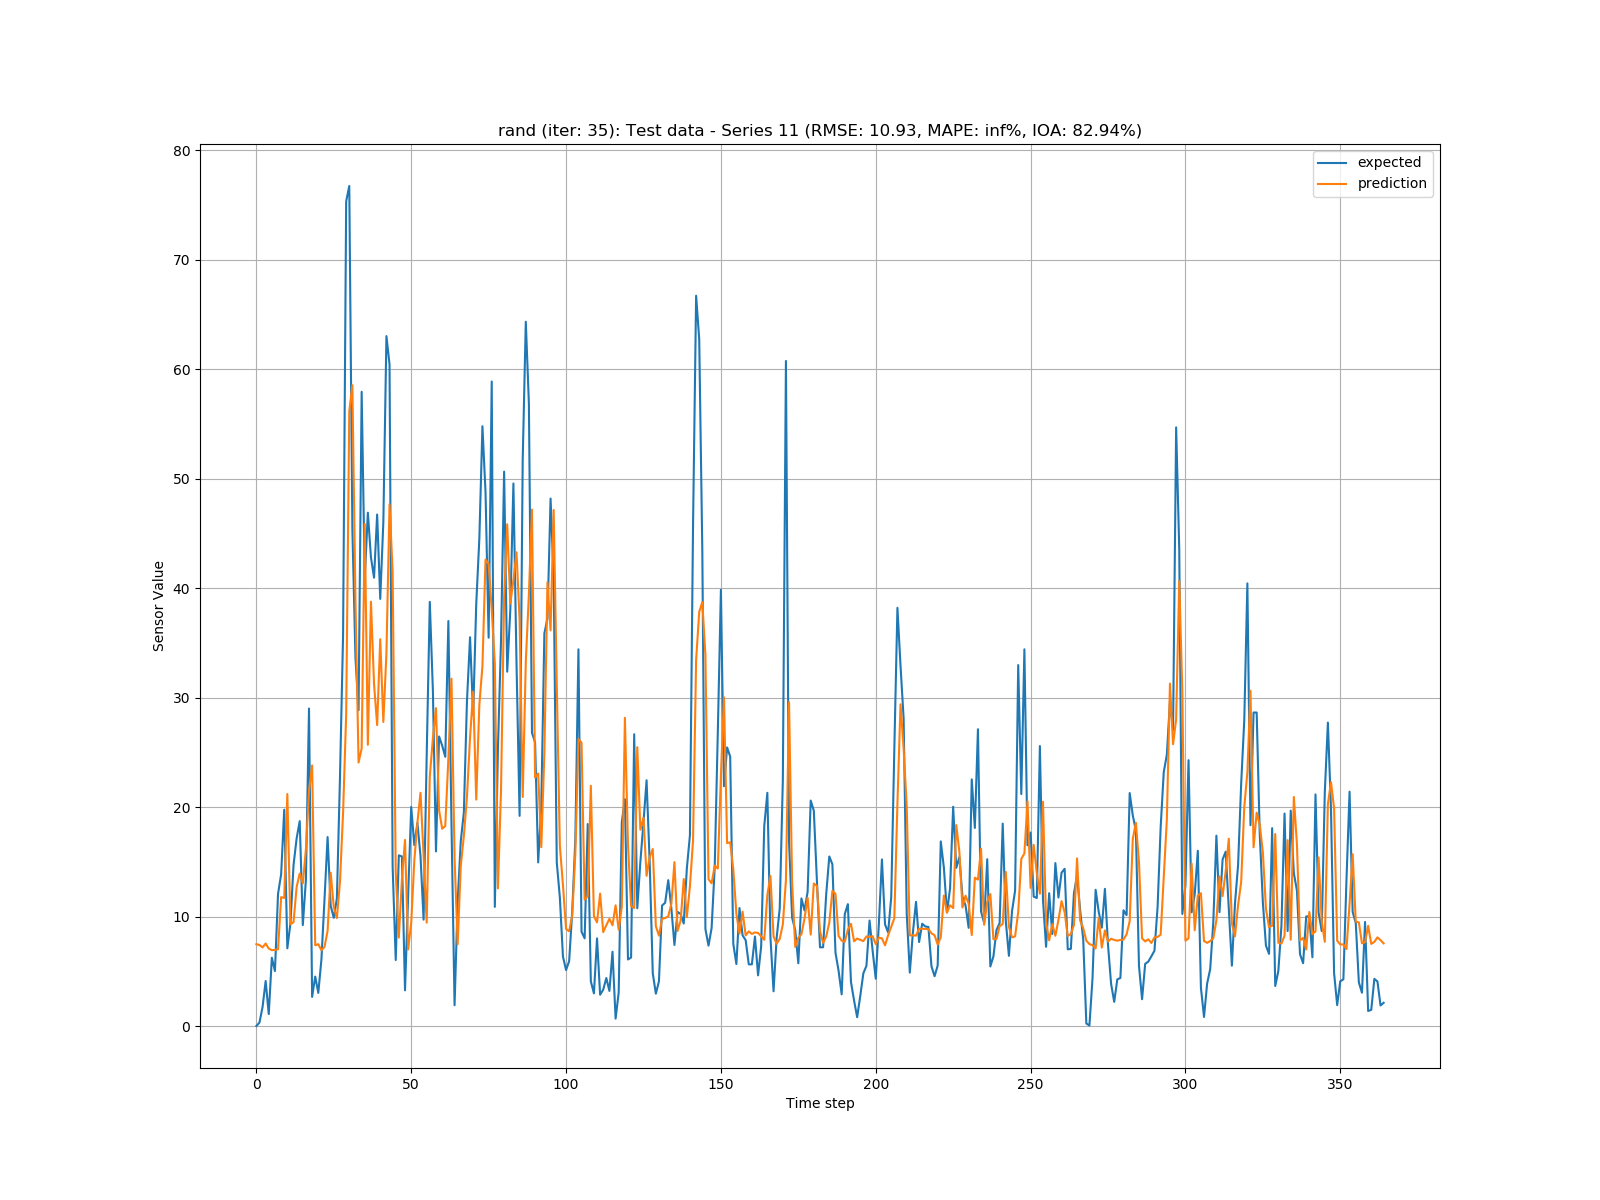 rand (iter: 35): Test data - Series 11 (RMSE: 10.93, MAPE: inf%, IOA: 82.94%)
expected
prediction
80
70
60
50
40
30
20
10
0
Sensor Value
0 50 100 150 200 250 300 350
Time step